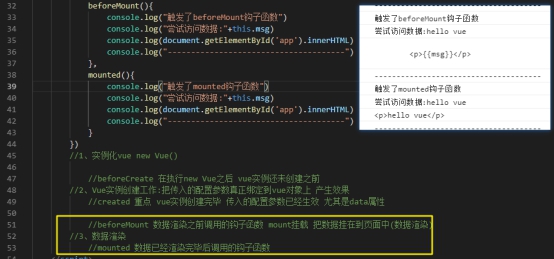 32 beforeMount(){
33 console.log("触发了beforeMount钩子函数")
34 console.log("尝试访问数据:"+this.msg)
35 console.log(document.getElementById('app').innerHTML)
36 console.log("-----------------------------")
37 },
38 mounted(){
39 console.log("触发了mounted钩子函数")
40 console.log("尝试访问数据:"+this.msg)
41 console.log(document.getElementById('app').innerHTML)
42 console.log("-----------------------------")
43 }
44 })
45 //1、实例化vue new Vue()
46
47 //beforeCreate 在执行new Vue之后 vue实例还未创建之前
48 //2、Vue实例创建工作:把传入的配置参数真正绑定到vue对象上 产生效果
49 //created 重点 vue实例创建完毕 传入的配置参数已经生效 尤其是data属性
50
51 //beforeMount 数据渲染之前调用的钩子函数 mount挂载 把数据挂在到页面中(数据渲染)
52 //3、数据渲染
53 //mounted 数据已经渲染完毕后调用的钩子函数
54
触发了beforeMount钩子函数
尝试访问数据:hello vue
<p>{{msg}}</p>
-----------------------------
触发了mounted钩子函数
尝试访问数据:hello vue
<p>hello vue</p>
-----------------------------